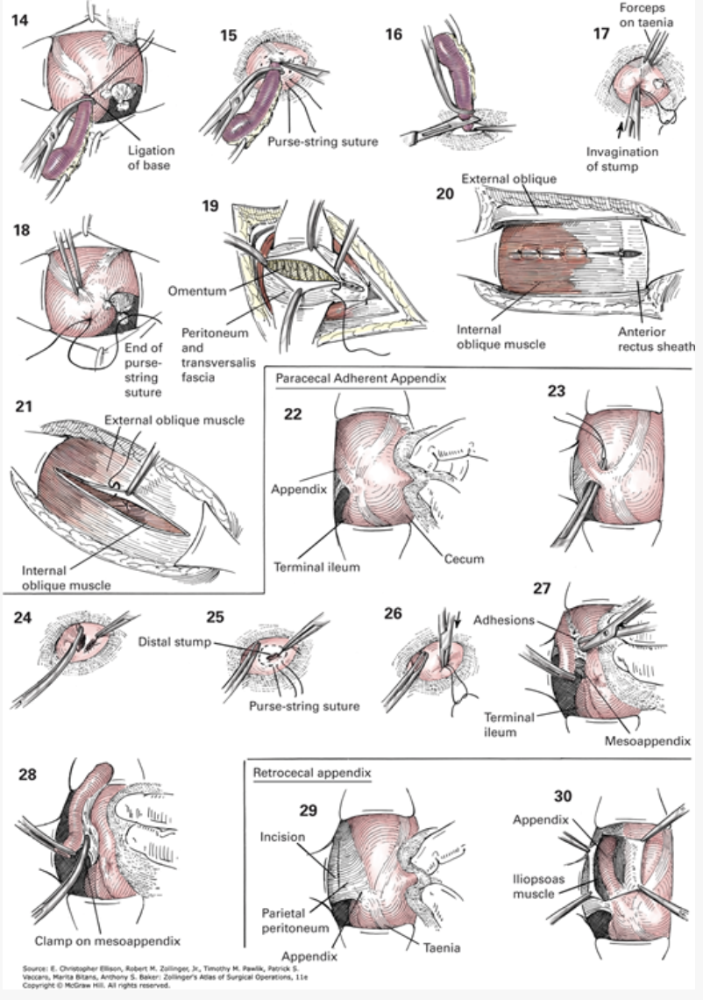 14
Ligation
of base
15
Purse-string suture
16
17
Forceps
on taenia
Invagination
of stump
18
End of
purse-
string
suture
19
Omentum
Peritoneum
and
transversalis
fascia
20
External oblique
Internal
oblique muscle
Anterior
rectus sheath
21
External oblique muscle
Internal
oblique muscle
Paracecal Adherent Appendix
22
Appendix
Terminal ileum
Cecum
23
24
25
Distal stump
Purse-string suture
26
27
Adhesions
Terminal
ileum
Mesoappendix
28
Clamp on mesoappendix
Retrocecal appendix
29
Incision
Parietal
peritoneum
Appendix
Taenia
30
Appendix
Iliopsoas
muscle
Source: E. Christopher Ellison, Robert M. Zollinger, Jr., Timothy M. Pawlik, Patrick S.
Vaccaro, Marita Bitans, Anthony S. Baker: Zollinger's Atlas of Surgical Operations, 11e
Copyright © McGraw Hill. All rights reserved.